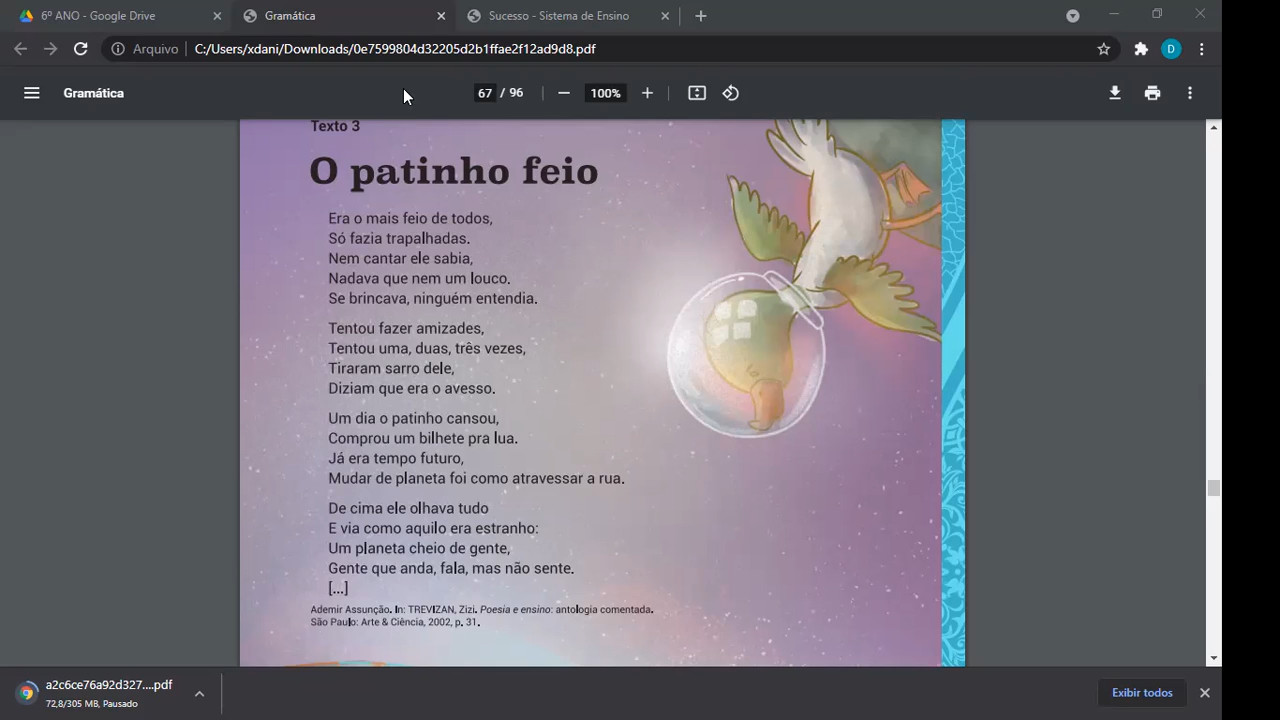 6º ANO - Google Drive
Gramática
Sucesso - Sistema de Ensino
Arquivo
C:/Users/xdani/Downloads/0e7599804d32205d2b1ffae2f12ad9d8.pdf
D
Gramática
67 / 96
100%
Texto 3
O patinho feio
Era o mais feio de todos,
Só fazia trapalhadas.
Nem cantar ele sabia,
Nadava que nem um louco.
Se brincava, ninguém entendia.
Tentou fazer amizades,
Tentou uma, duas, três vezes,
Tiraram sarro dele,
Diziam que era o avesso.
Um dia o patinho cansou,
Comprou um bilhete pra lua.
Já era tempo futuro,
Mudar de planeta foi como atravessar a rua.
De cima ele olhava tudo
E via como aquilo era estranho:
Um planeta cheio de gente,
Gente que anda, fala, mas não sente.
[...]
Ademir Assunção. In: TREVIZAN, Zizi. Poesia e ensino: antologia comentada.
São Paulo: Arte & Ciência, 2002, p. 31.
a2c6ce76a92d327....pdf
72,8/305 MB, Pausado
Exibir todos